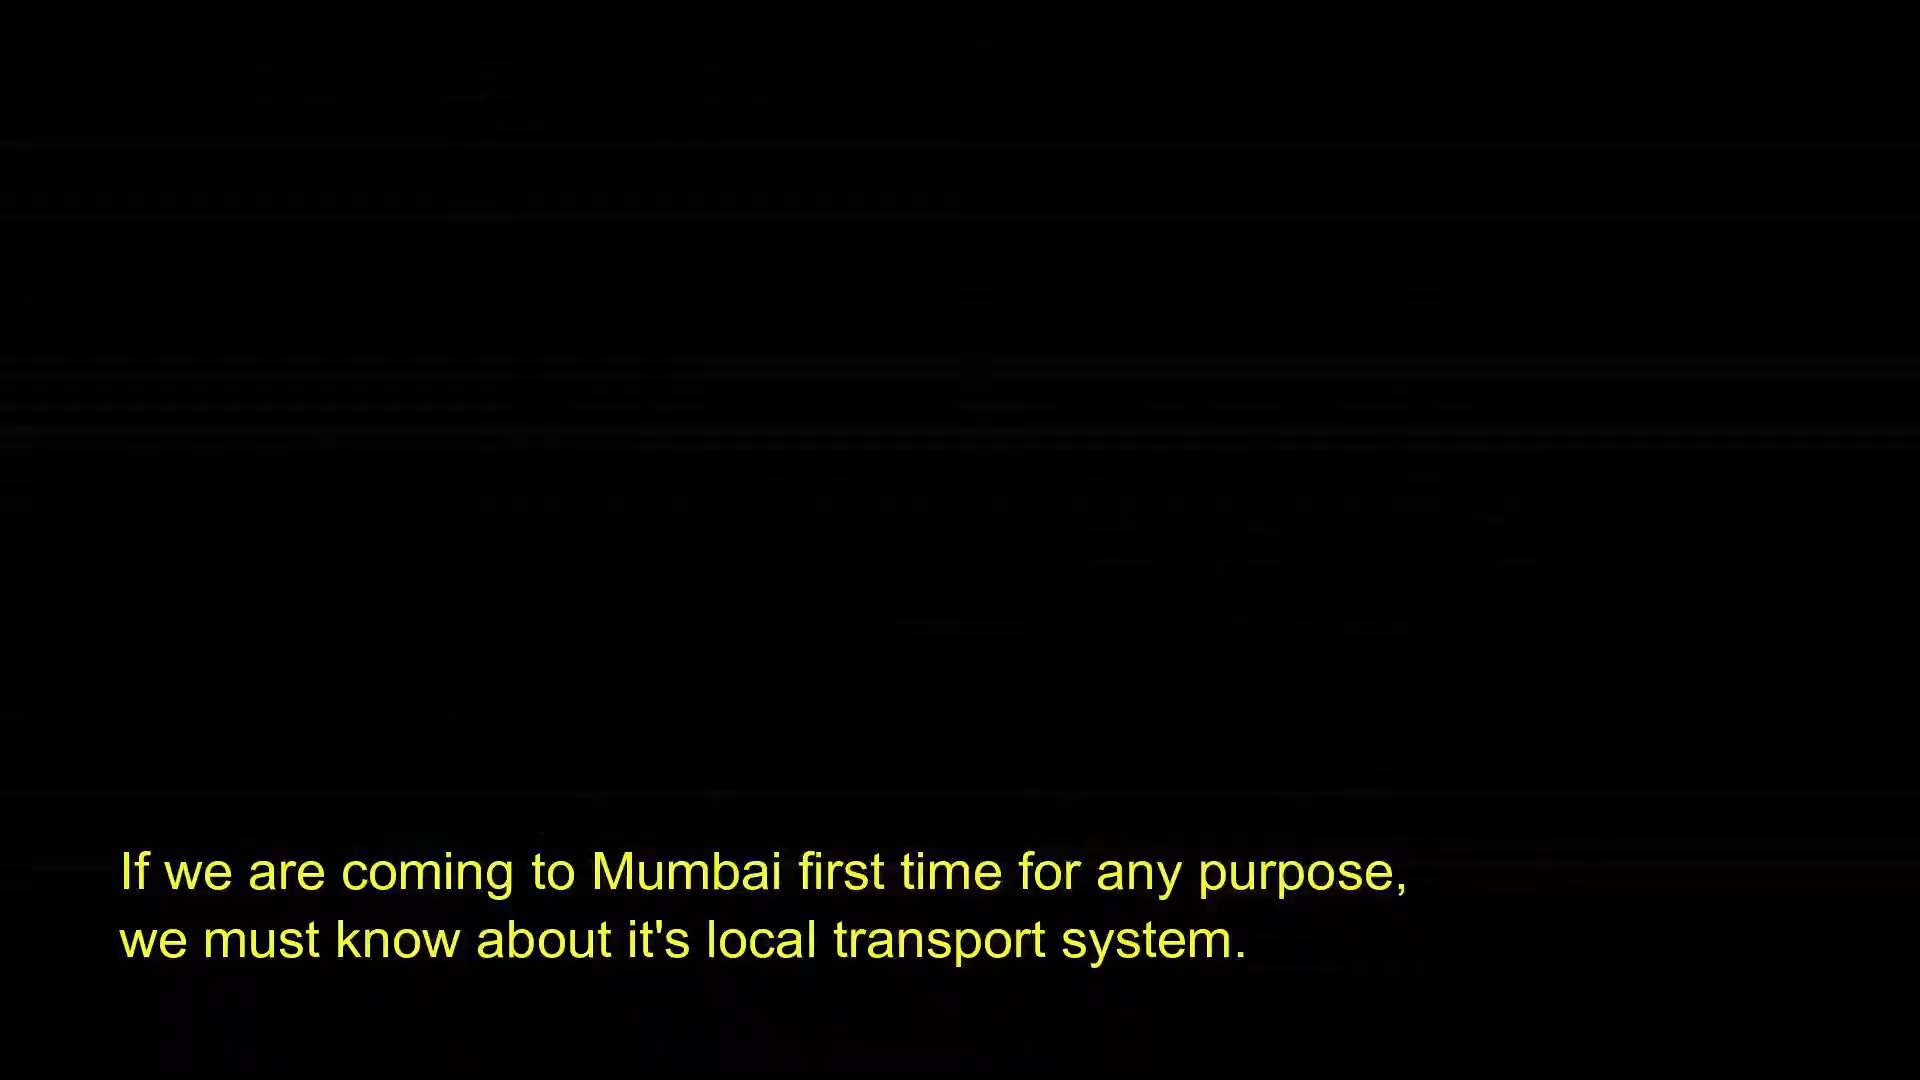 If we are coming to Mumbai first time for any purpose,
we must know about it's local transport system.